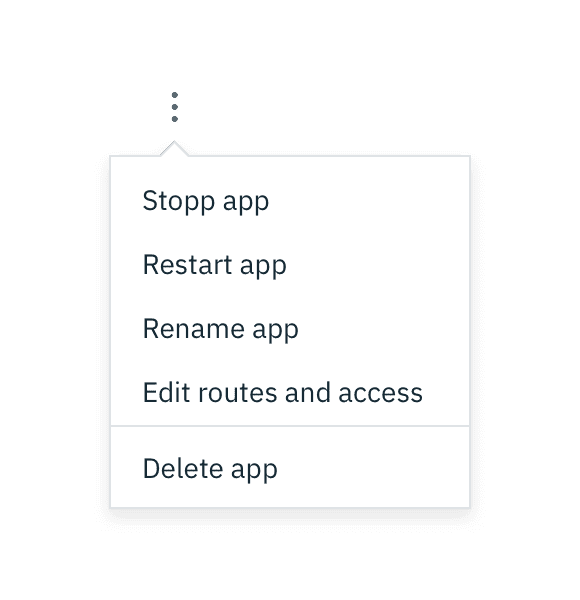 Stopp app
Restart app
Rename app
Edit routes and access
Delete app